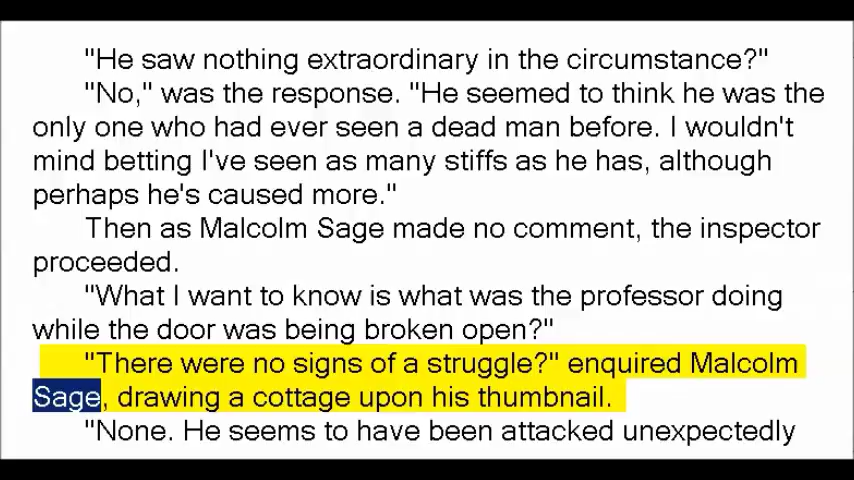 "He saw nothing extraordinary in the circumstance?"
"No," was the response. "He seemed to think he was the
only one who had ever seen a dead man before. I wouldn't
mind betting I've seen as many stiffs as he has, although
perhaps he's caused more."
Then as Malcolm Sage made no comment, the inspector
proceeded.
"What I want to know is what was the professor doing
while the door was being broken open?"
"There were no signs of a struggle?" enquired Malcolm
Sage, drawing a cottage upon his thumbnail.
"None. He seems to have been attacked unexpectedly